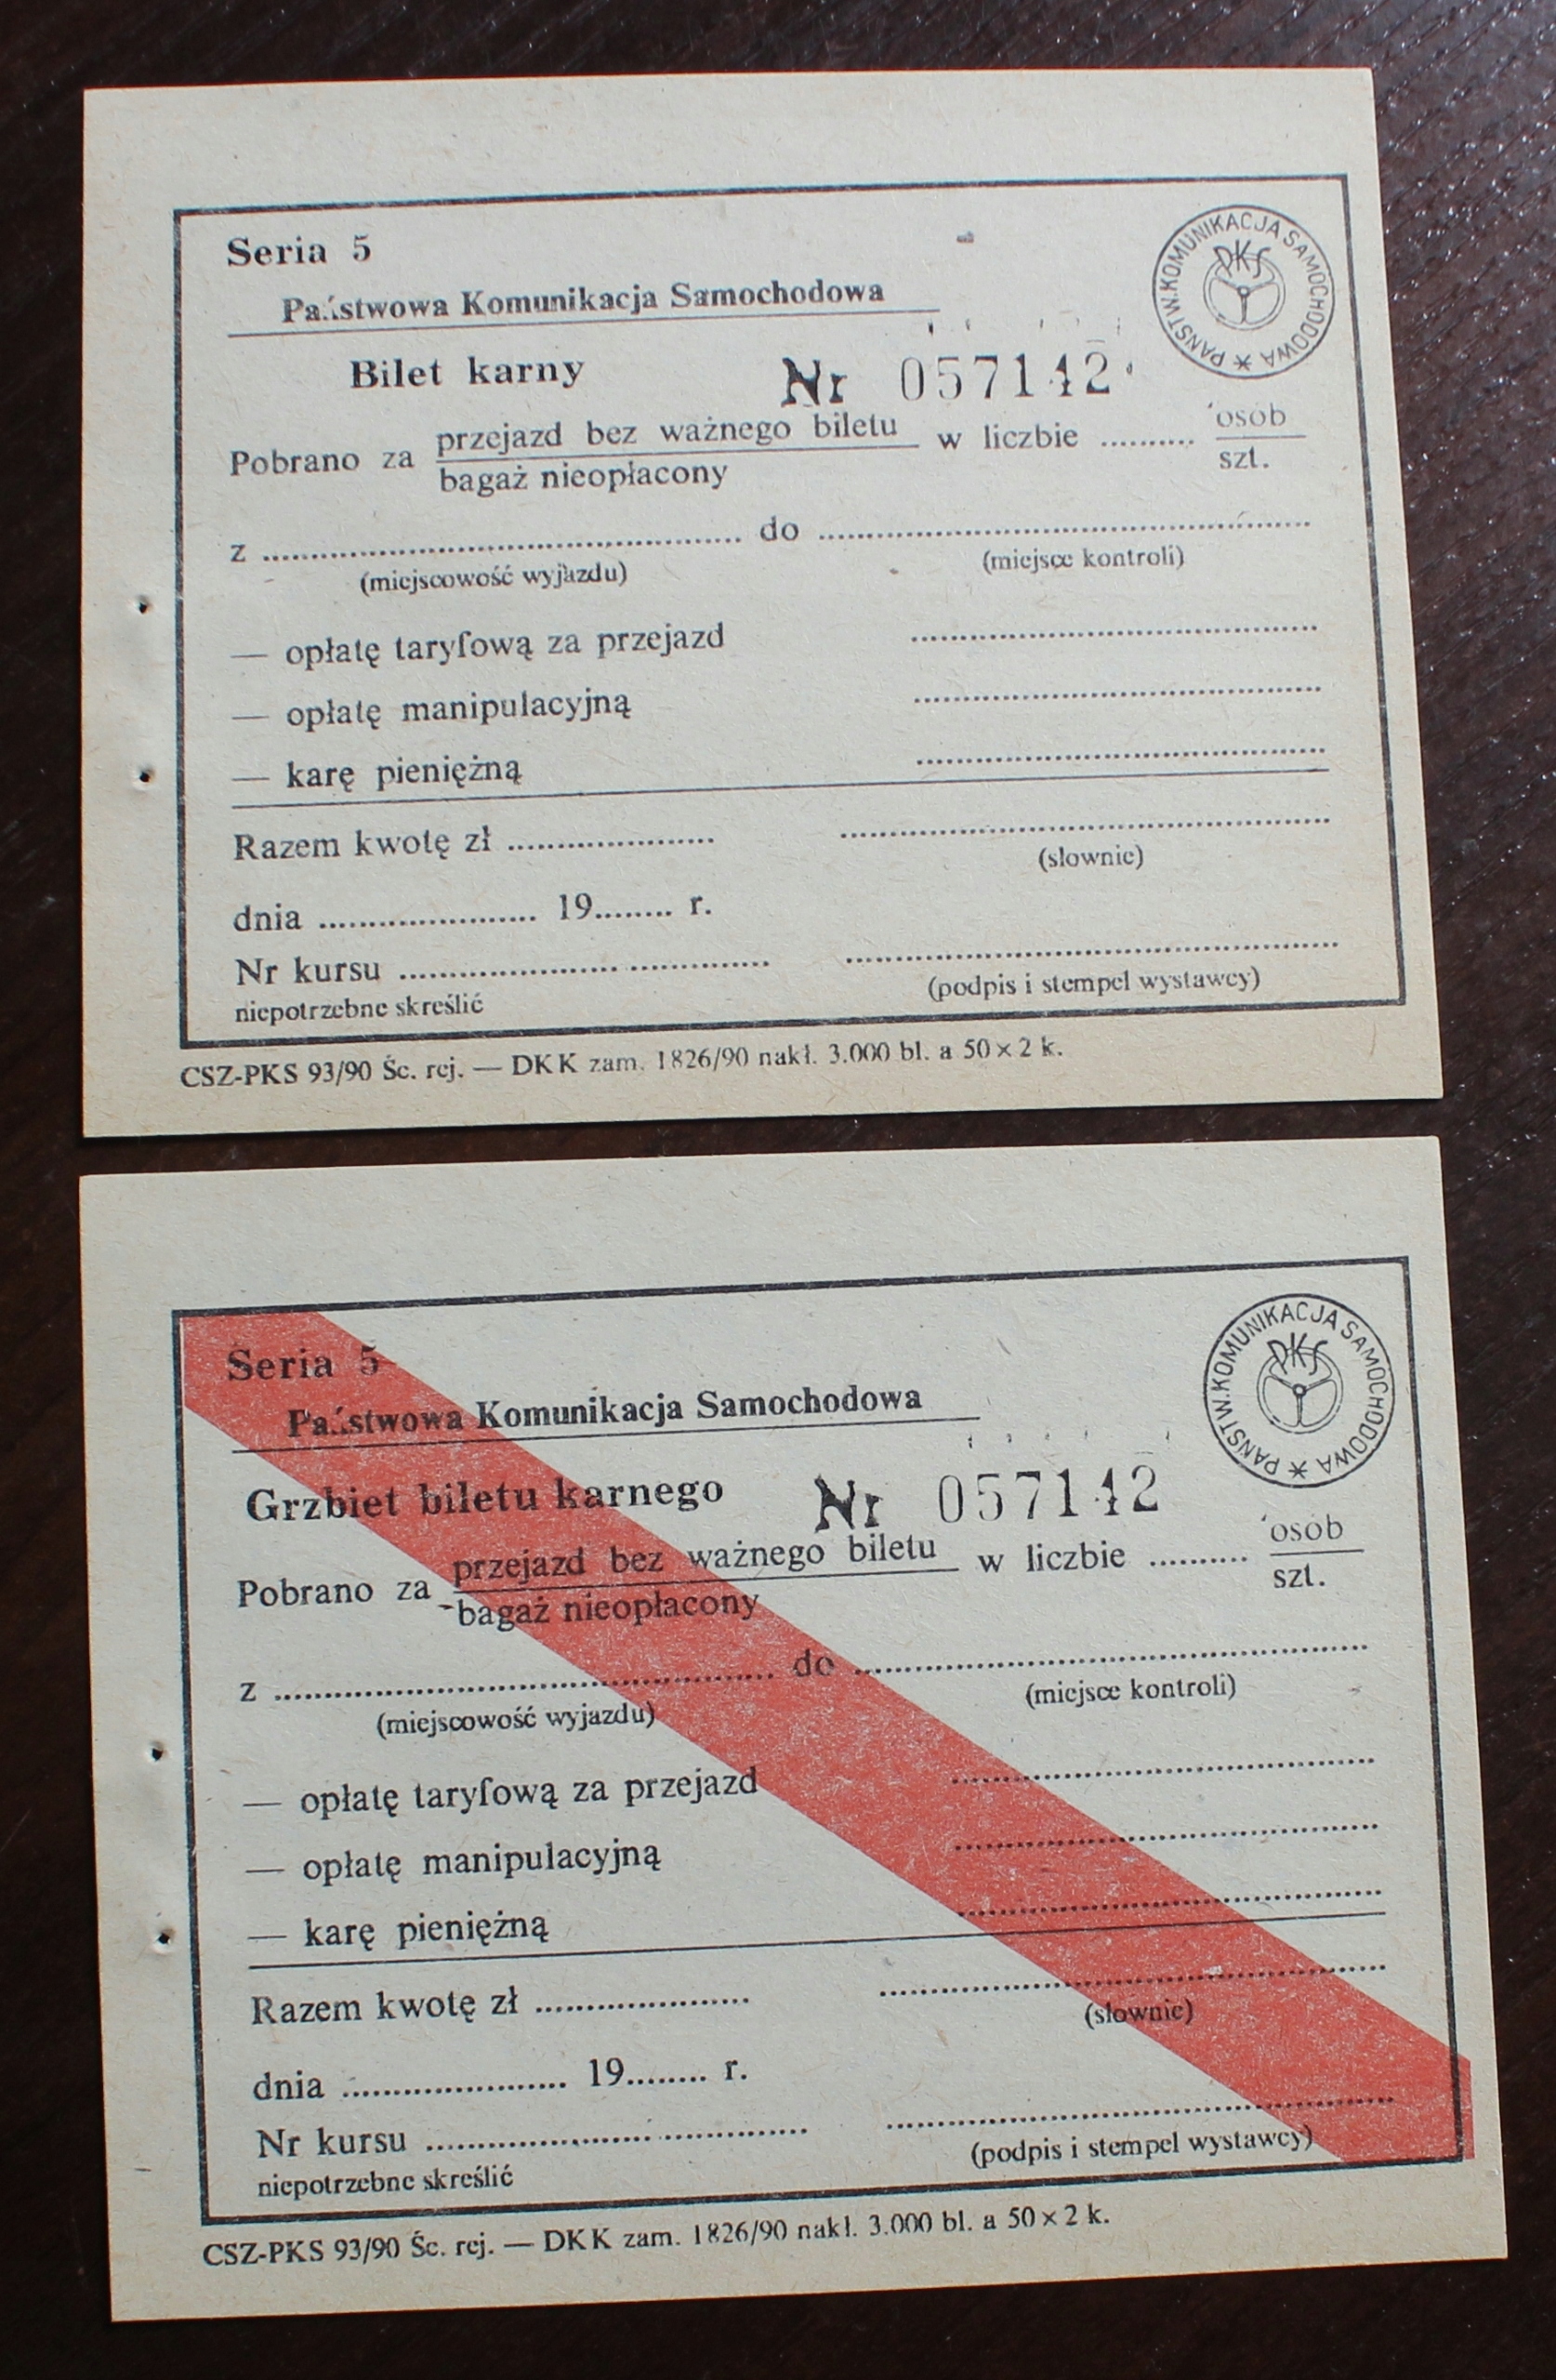 Seria 5
PAŃSTW. KOMUNIKACJA SAMOCHODOWA *
PKS
Państwowa Komunikacja Samochodowa
Bilet karny Nr 057142
Pobrano za przejazd bez ważnego biletu w liczbie .......... osób
bagaż nieopłacony szt.
z .................................................. do ..................................................
(miejscowość wyjazdu) (miejsce kontroli)
— opłatę taryfową za przejazd ..........................................
— opłatę manipulacyjną ..........................................
— karę pieniężną ..........................................
Razem kwotę zł ...................... ..................................................
(słownie)
dnia ...................... 19........ r.
Nr kursu ...................................... ..................................................
niepotrzebne skreślić (podpis i stempel wystawcy)
CSZ-PKS 93/90 Śc. rej. — DKK zam. 1826/90 nakł. 3.000 bl. a 50 × 2 k.
Seria 5
PAŃSTW. KOMUNIKACJA SAMOCHODOWA *
PKS
Państwowa Komunikacja Samochodowa
Grzbiet biletu karnego Nr 057142
Pobrano za przejazd bez ważnego biletu w liczbie .......... osób
bagaż nieopłacony szt.
z .................................................. do ..................................................
(miejscowość wyjazdu) (miejsce kontroli)
— opłatę taryfową za przejazd ..........................................
— opłatę manipulacyjną ..........................................
— karę pieniężną ..........................................
Razem kwotę zł ...................... ..................................................
(słownie)
dnia ...................... 19........ r.
Nr kursu ...................................... ..................................................
niepotrzebne skreślić (podpis i stempel wystawcy)
CSZ-PKS 93/90 Śc. rej. — DKK zam. 1826/90 nakł. 3.000 bl. a 50 × 2 k.